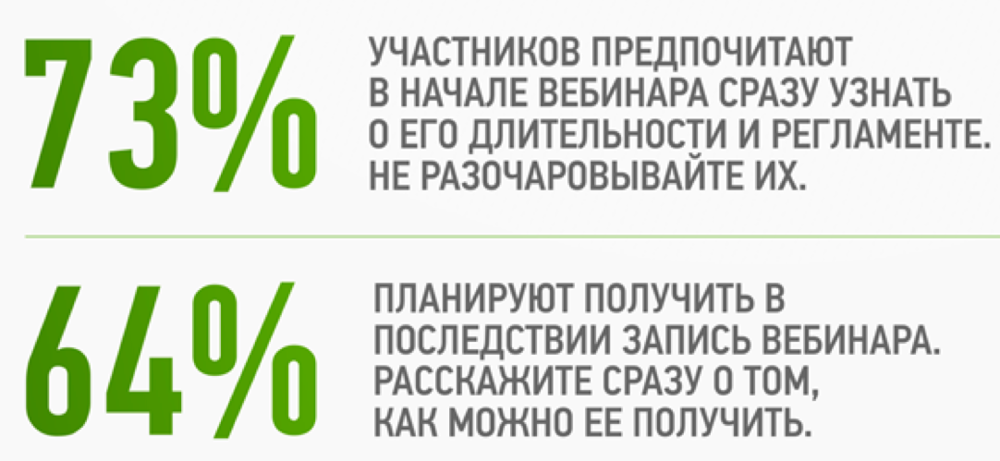 73%
УЧАСТНИКОВ ПРЕДПОЧИТАЮТ
В НАЧАЛЕ ВЕБИНАРА СРАЗУ УЗНАТЬ
О ЕГО ДЛИТЕЛЬНОСТИ И РЕГЛАМЕНТЕ.
НЕ РАЗОЧАРОВЫВАЙТЕ ИХ.
64%
ПЛАНИРУЮТ ПОЛУЧИТЬ В
ПОСЛЕДСТВИИ ЗАПИСЬ ВЕБИНАРА.
РАССКАЖИТЕ СРАЗУ О ТОМ,
КАК МОЖНО ЕЕ ПОЛУЧИТЬ.